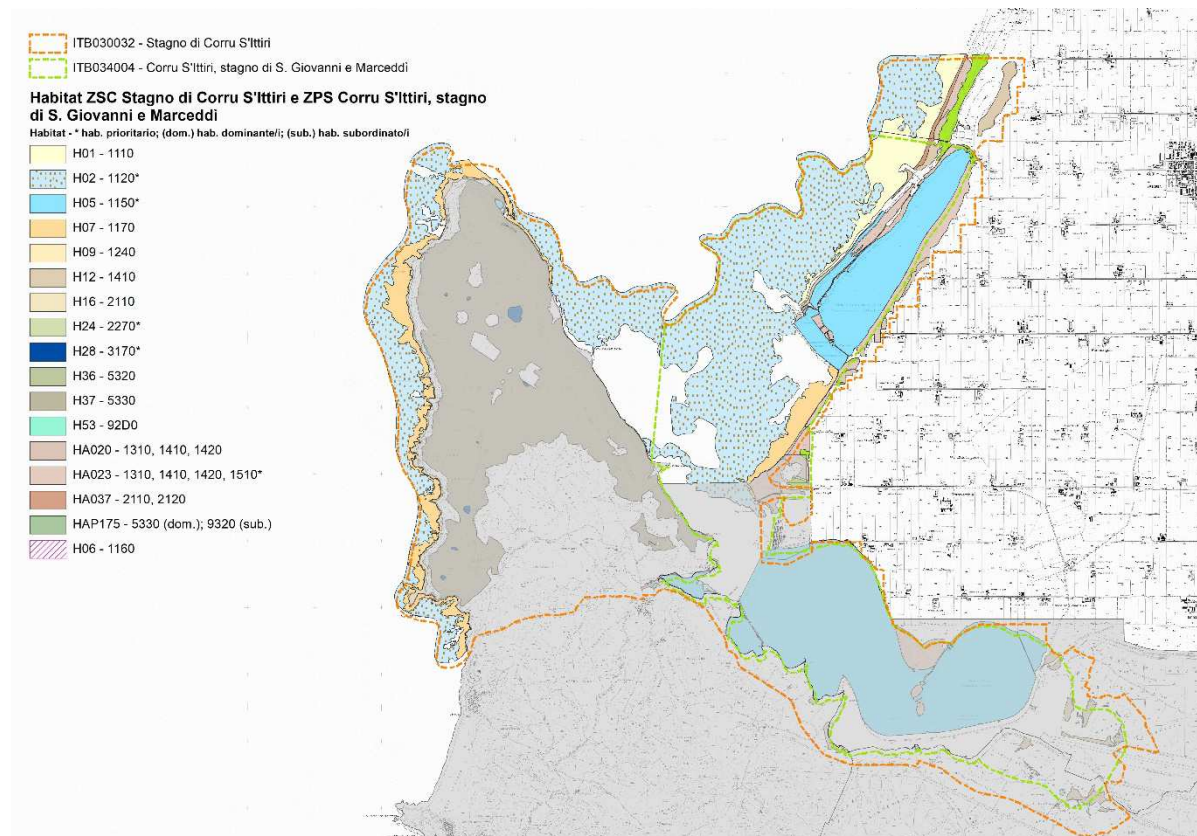 ITB030032 - Stagno di Corru S'Ittiri
ITB034004 - Corru S'Ittiri, stagno di S. Giovanni e Marceddì
Habitat ZSC Stagno di Corru S'Ittiri e ZPS Corru S'Ittiri, stagno
di S. Giovanni e Marceddì
Habitat - * hab. prioritario; (dom.) hab. dominante/i; (sub.) hab. subordinato/i
H01 - 1110
H02 - 1120*
H05 - 1150*
H07 - 1170
H09 - 1240
H12 - 1410
H16 - 2110
H24 - 2270*
H28 - 3170*
H36 - 5320
H37 - 5330
H53 - 92D0
HA020 - 1310, 1410, 1420
HA023 - 1310, 1410, 1420, 1510*
HA037 - 2110, 2120
HAP175 - 5330 (dom.); 9320 (sub.)
H06 - 1160